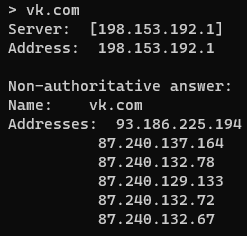 > vk.com
Server:  [198.153.192.1]
Address:  198.153.192.1

Non-authoritative answer:
Name:    vk.com
Addresses:  93.186.225.194
          87.240.137.164
          87.240.132.78
          87.240.129.133
          87.240.132.72
          87.240.132.67